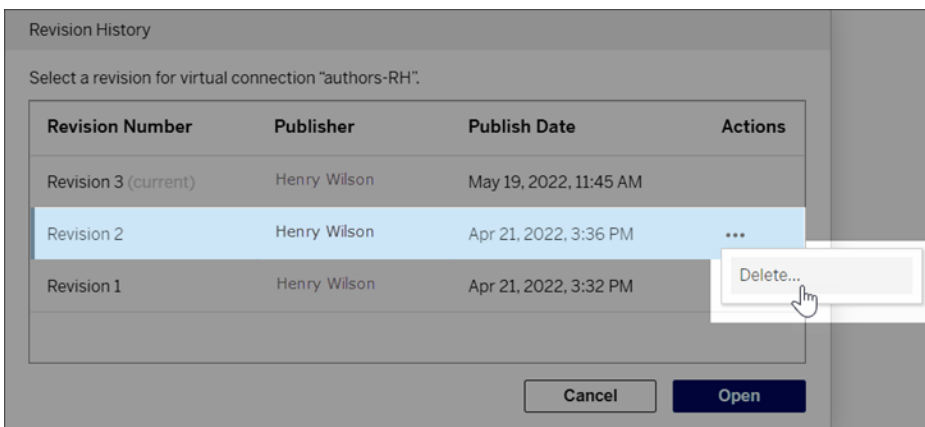 Revision History
Select a revision for virtual connection “authors-RH”.
Revision Number Publisher Publish Date Actions
Revision 3 (current) Henry Wilson May 19, 2022, 11:45 AM
Revision 2 Henry Wilson Apr 21, 2022, 3:36 PM •••
Delete...
Revision 1 Henry Wilson Apr 21, 2022, 3:32 PM
Cancel Open